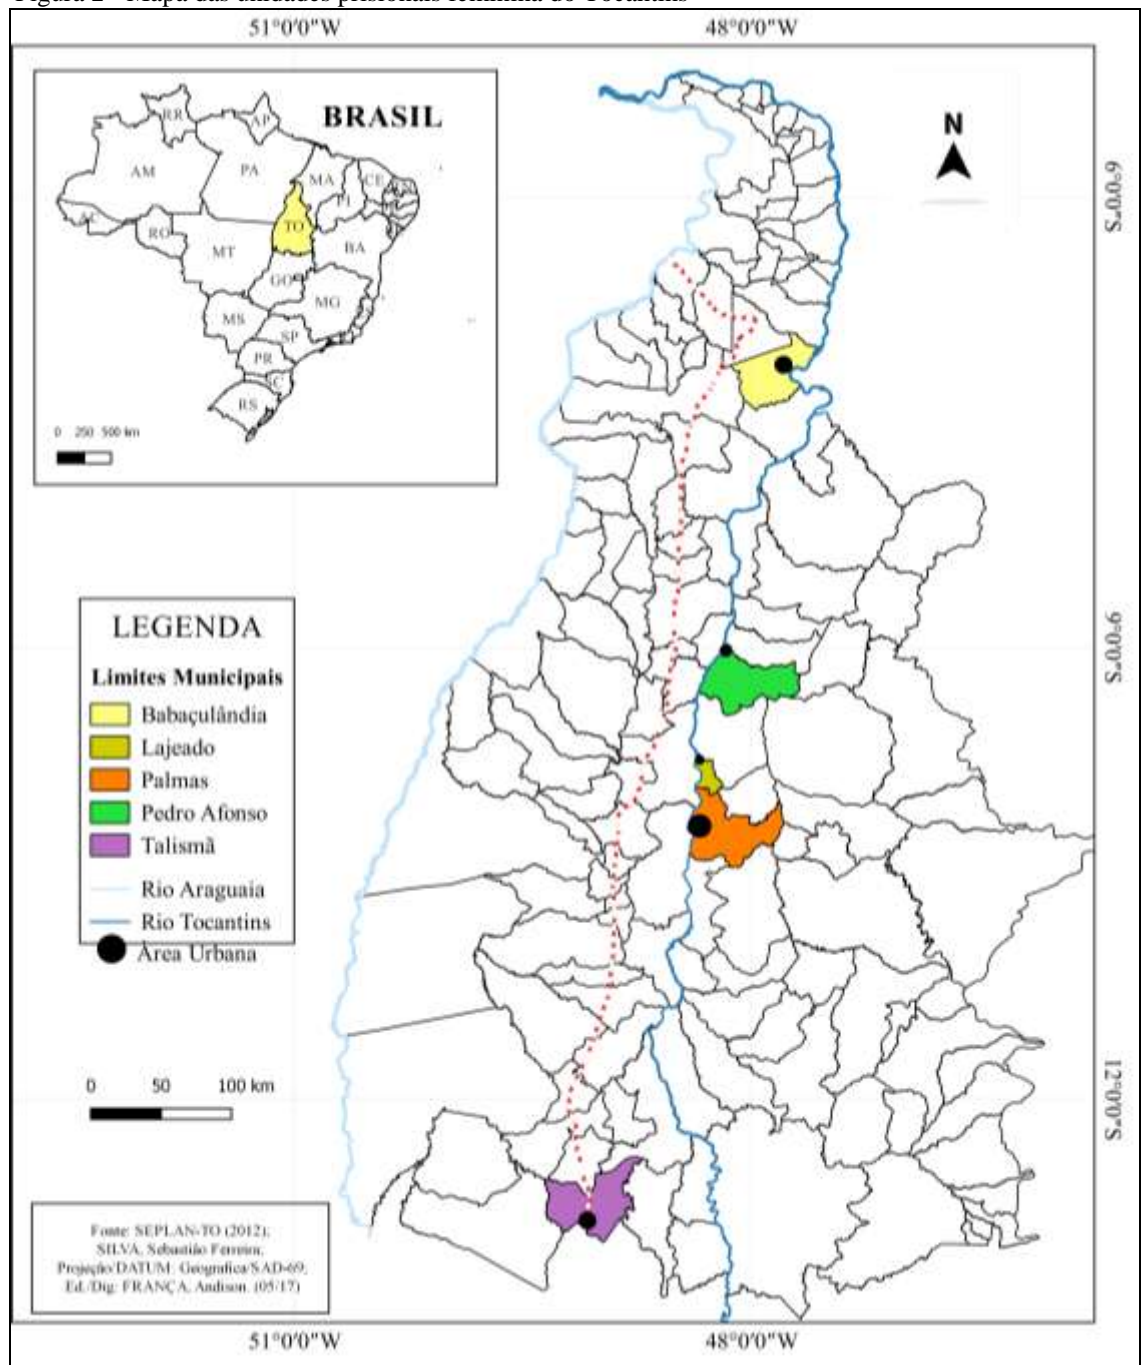 Figura 2 - Mapa das unidades prisionais feminina do Tocantins
51°0'0"W 48°0'0"W
BRASIL
RR AP
AM PA MA CE
PI
AC RO TO
MT BA
GO
MG
MS SP
PR
RS
0 250 500 km
N
6°0'0"S
9°0'0"S
12°0'0"S
LEGENDA
Limites Municipais
Babaçulândia
Lajeado
Palmas
Pedro Afonso
Talismã
Rio Araguaia
Rio Tocantins
Àrea Urbana
0 50 100 km
Fonte: SEPLAN-TO (2012);
SILVA, Sebastião Ferreira;
Projeção/DATUM: Geografica/SAD-69;
Ed./Dig: FRANÇA, Andison. (05/17)
51°0'0"W 48°0'0"W